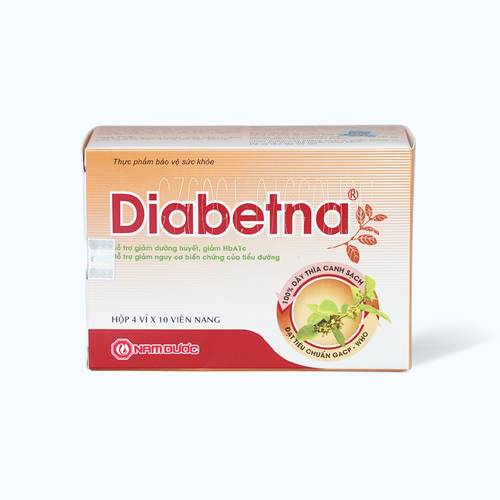 Thực phẩm bảo vệ sức khỏe
Diabetna®
Hỗ trợ giảm đường huyết, giảm HbA1c
Hỗ trợ giảm nguy cơ biến chứng của tiểu đường
100% DÂY THÌA CANH SẠCH
ĐẠT TIÊU CHUẨN GACP - WHO
HỘP 4 VỈ X 10 VIÊN NANG
NAM DƯỢC